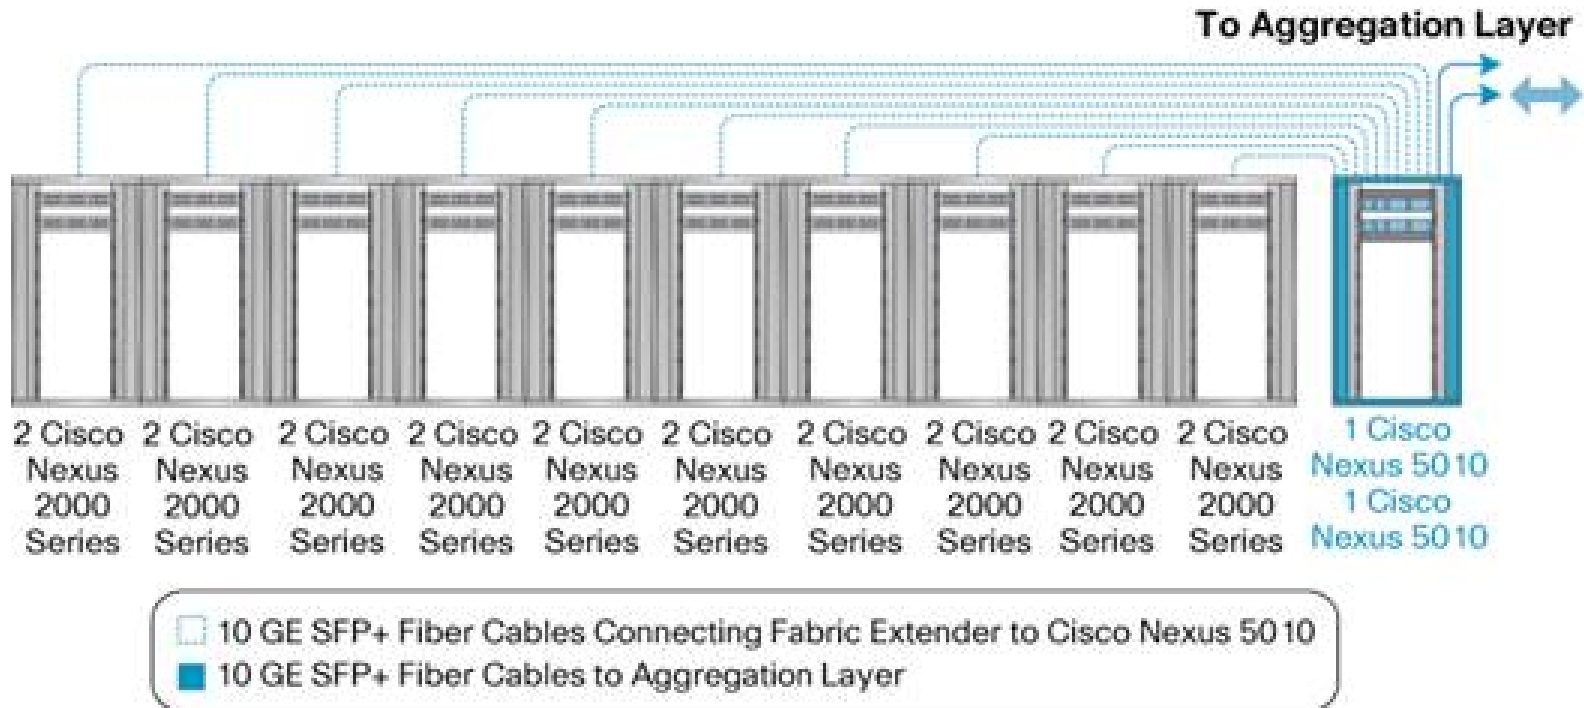 To Aggregation Layer
2 Cisco 2 Cisco 2 Cisco 2 Cisco 2 Cisco 2 Cisco 2 Cisco 2 Cisco 2 Cisco 2 Cisco 1 Cisco
Nexus Nexus Nexus Nexus Nexus Nexus Nexus Nexus Nexus Nexus Nexus 5010
2000 2000 2000 2000 2000 2000 2000 2000 2000 2000 1 Cisco
Series Series Series Series Series Series Series Series Series Series Nexus 5010
10 GE SFP+ Fiber Cables Connecting Fabric Extender to Cisco Nexus 5010
10 GE SFP+ Fiber Cables to Aggregation Layer